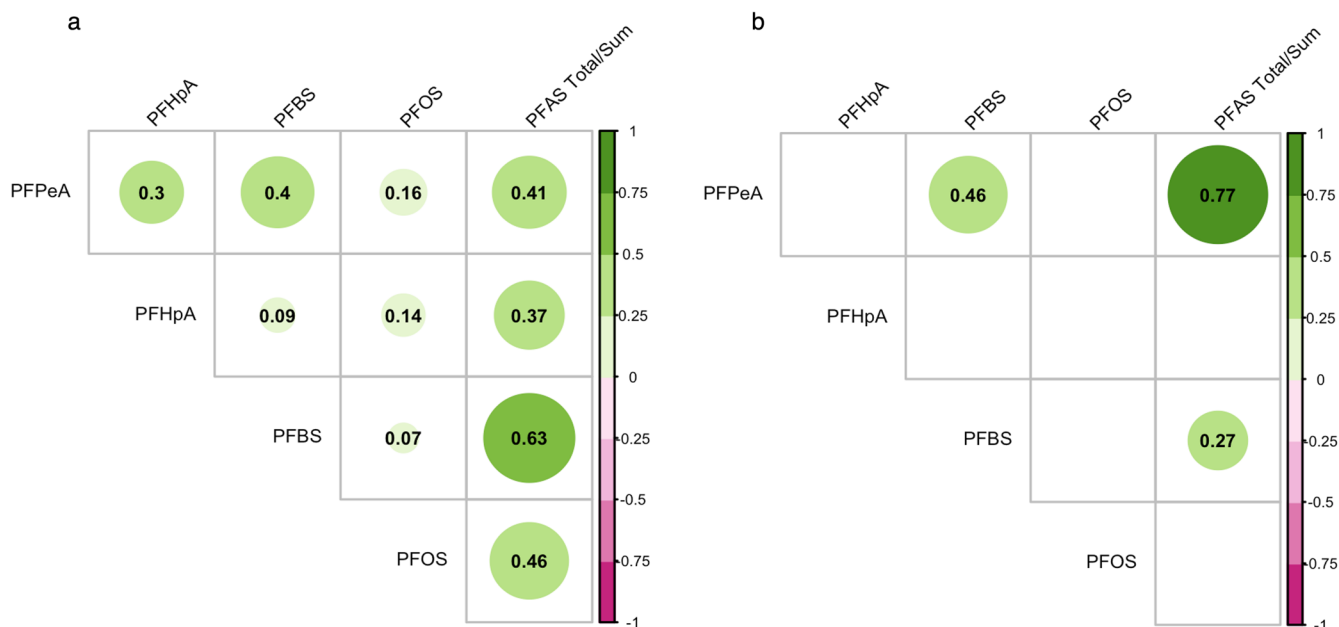 a
PFHpA PFBS PFOS PFAS Total/Sum
PFPeA 0.3 0.4 0.16 0.41
PFHpA 0.09 0.14 0.37
PFBS 0.07 0.63
PFOS 0.46
1
0.75
0.5
0.25
0
-0.25
-0.5
-0.75
-1
b
PFHpA PFBS PFOS PFAS Total/Sum
PFPeA 0.46 0.77
PFHpA
PFBS 0.27
PFOS
1
0.75
0.5
0.25
0
-0.25
-0.5
-0.75
-1